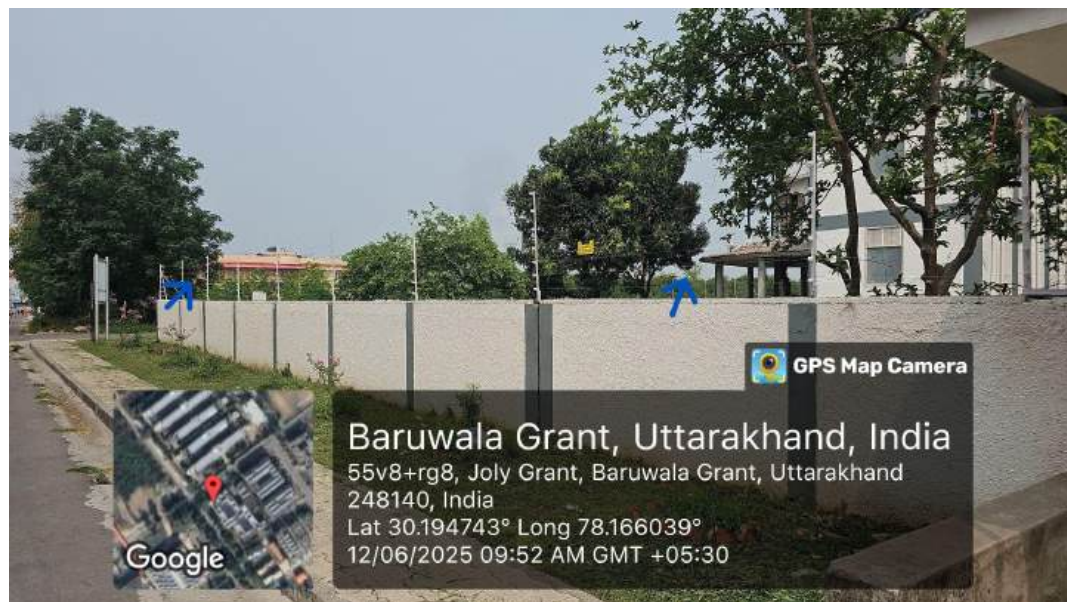 GPS Map Camera
Baruwala Grant, Uttarakhand, India
55v8+rg8, Joly Grant, Baruwala Grant, Uttarakhand
248140, India
Lat 30.194743° Long 78.166039°
12/06/2025 09:52 AM GMT +05:30
Google